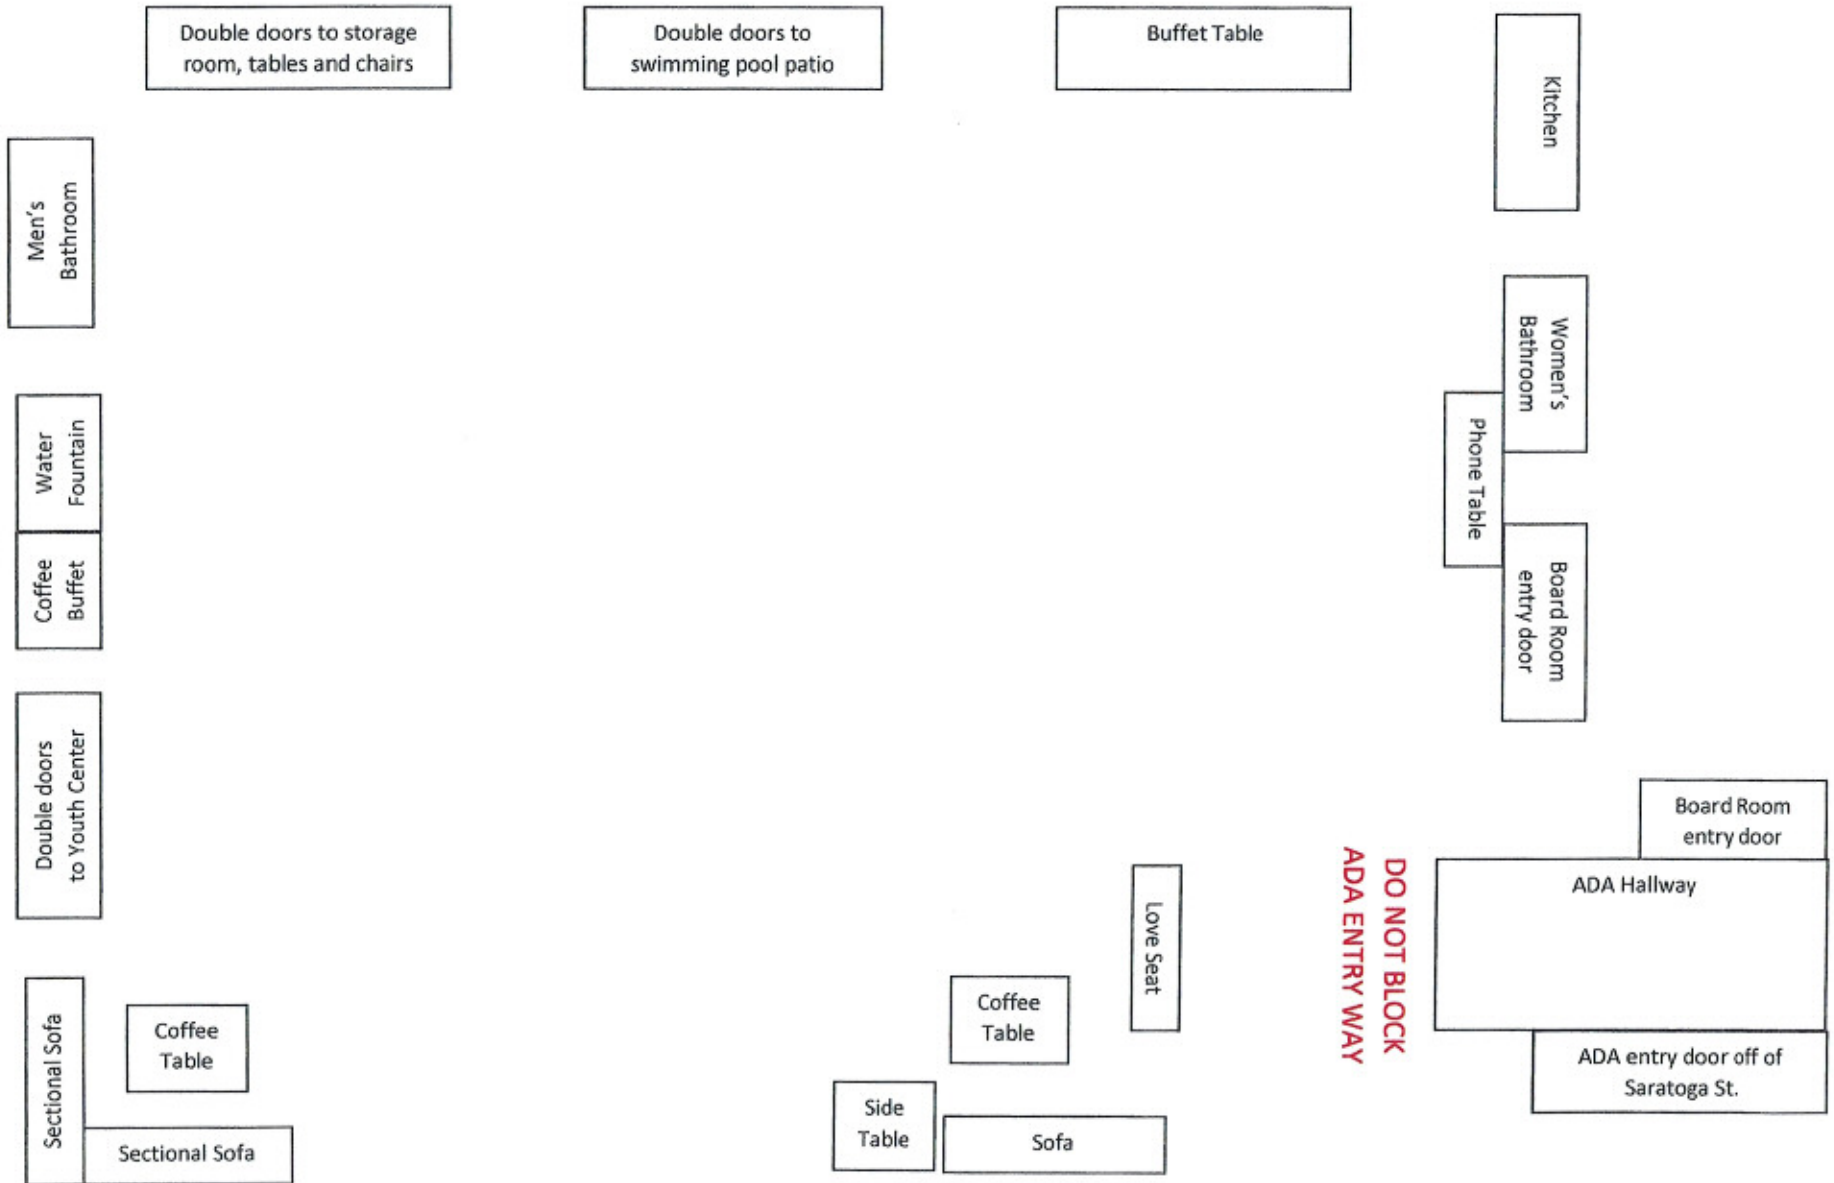 Double doors to storage
room, tables and chairs
Double doors to
swimming pool patio
Buffet Table
Kitchen
Men's
Bathroom
Women's
Bathroom
Water
Fountain
Phone Table
Coffee
Buffet
Board Room
entry door
Double doors
to Youth Center
Board Room
entry door
ADA Hallway
DO NOT BLOCK
ADA ENTRY WAY
Love Seat
Coffee
Table
Sectional Sofa
Coffee
Table
ADA entry door off of
Saratoga St.
Side
Table
Sofa
Sectional Sofa